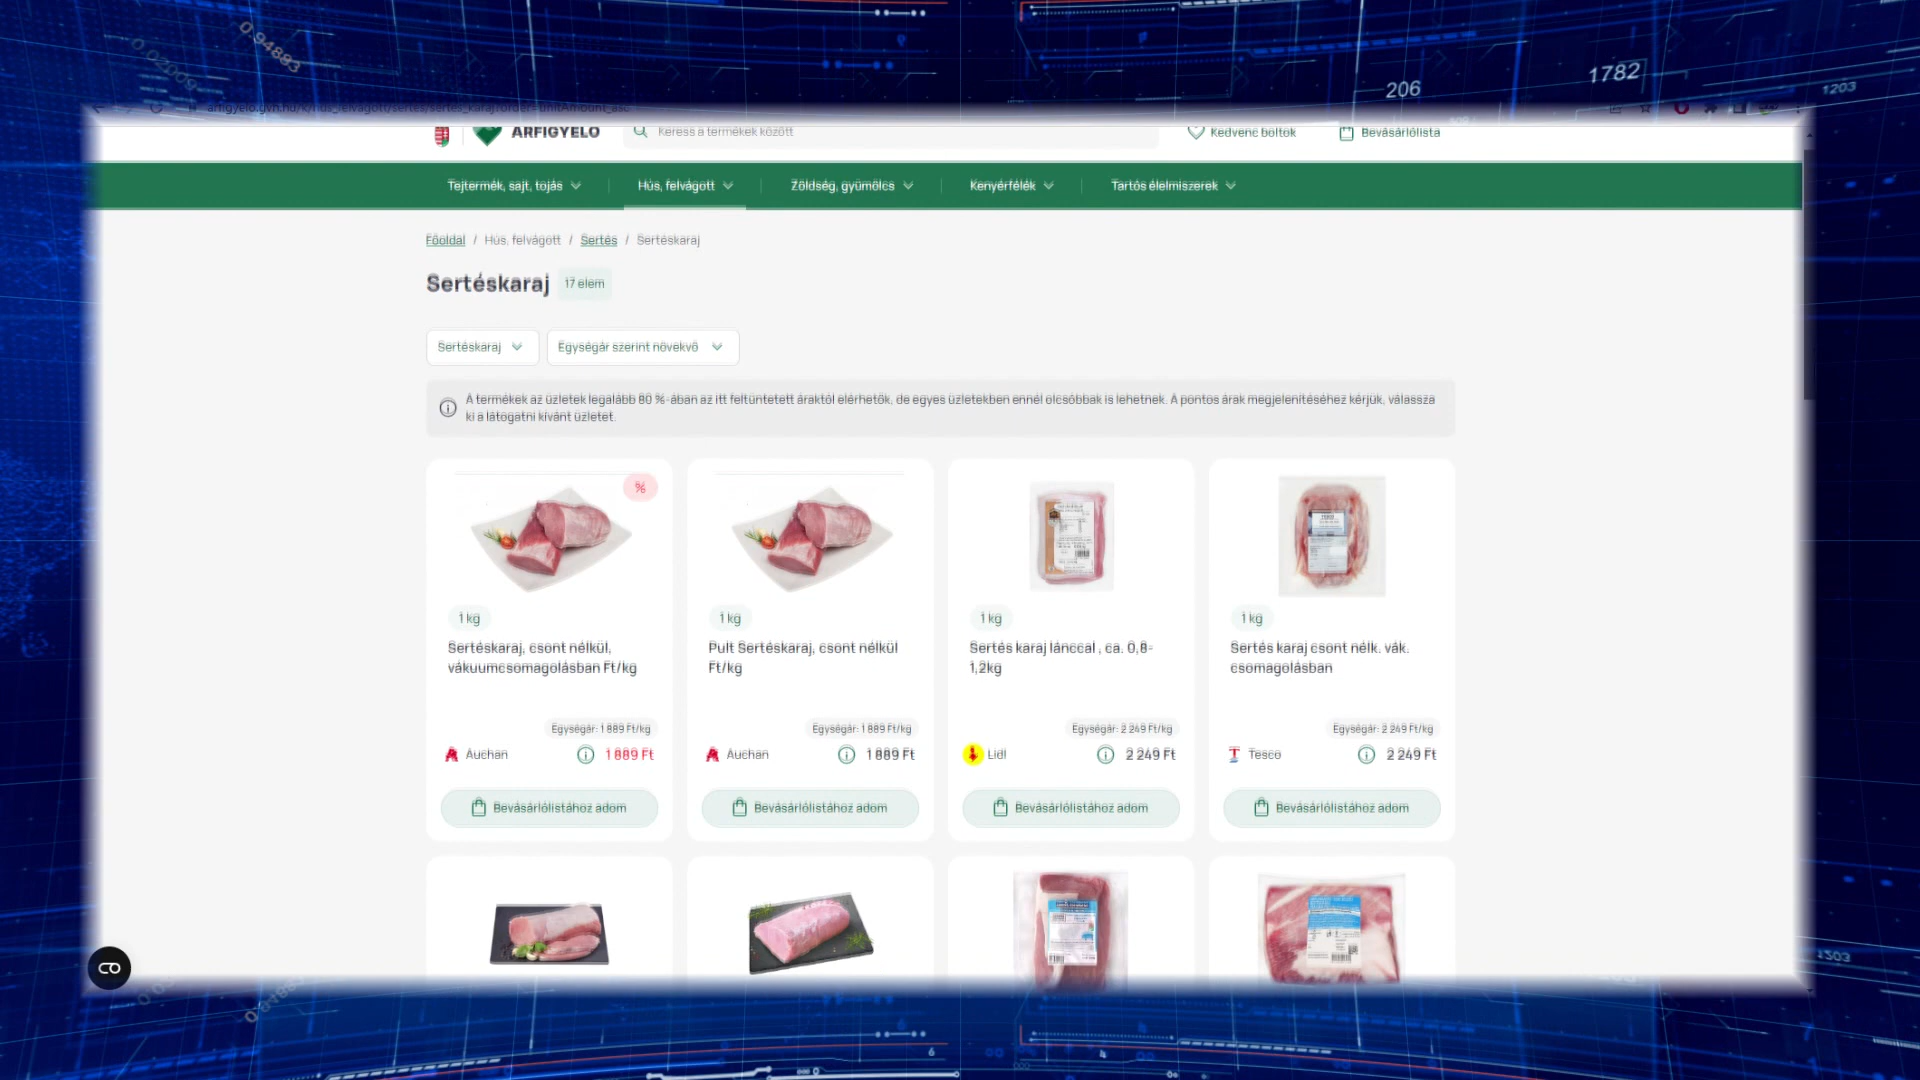 0.02009
0.94883
206
1782
1203
ÁRFIGYELŐ
Keress a termékek között
Kedvenc boltok
Bevásárlólista
Tejtermék, sajt, tojás
Hús, felvágott
Zöldség, gyümölcs
Kenyérfélék
Tartós élelmiszerek
Főoldal / Hús, felvágott / Sertés / Sertéskaraj
Sertéskaraj 17 elem
Sertéskaraj
Egységár szerint növekvő
A termékek az üzletek legalább 80 %-ában az itt feltüntetett áraktól elérhetők, de egyes üzletekben ennél olcsóbbak is lehetnek. A pontos árak megjelenítéséhez kérjük, válassza
ki a látogatni kívánt üzletet.
%
1 kg
Sertéskaraj, csont nélkül,
vákuumcsomagolásban Ft/kg
Egységár: 1 889 Ft/kg
Auchan
1 889 Ft
Bevásárlólistához adom
1 kg
Pult Sertéskaraj, csont nélkül
Ft/kg
Egységár: 1 889 Ft/kg
Auchan
1 889 Ft
Bevásárlólistához adom
1 kg
Sertés karaj lánccal , ca. 0,8-
1,2kg
Egységár: 2 249 Ft/kg
Lidl
2 249 Ft
Bevásárlólistához adom
1 kg
Sertés karaj csont nélk. vák.
csomagolásban
Egységár: 2 249 Ft/kg
Tesco
2 249 Ft
Bevásárlólistához adom
1203